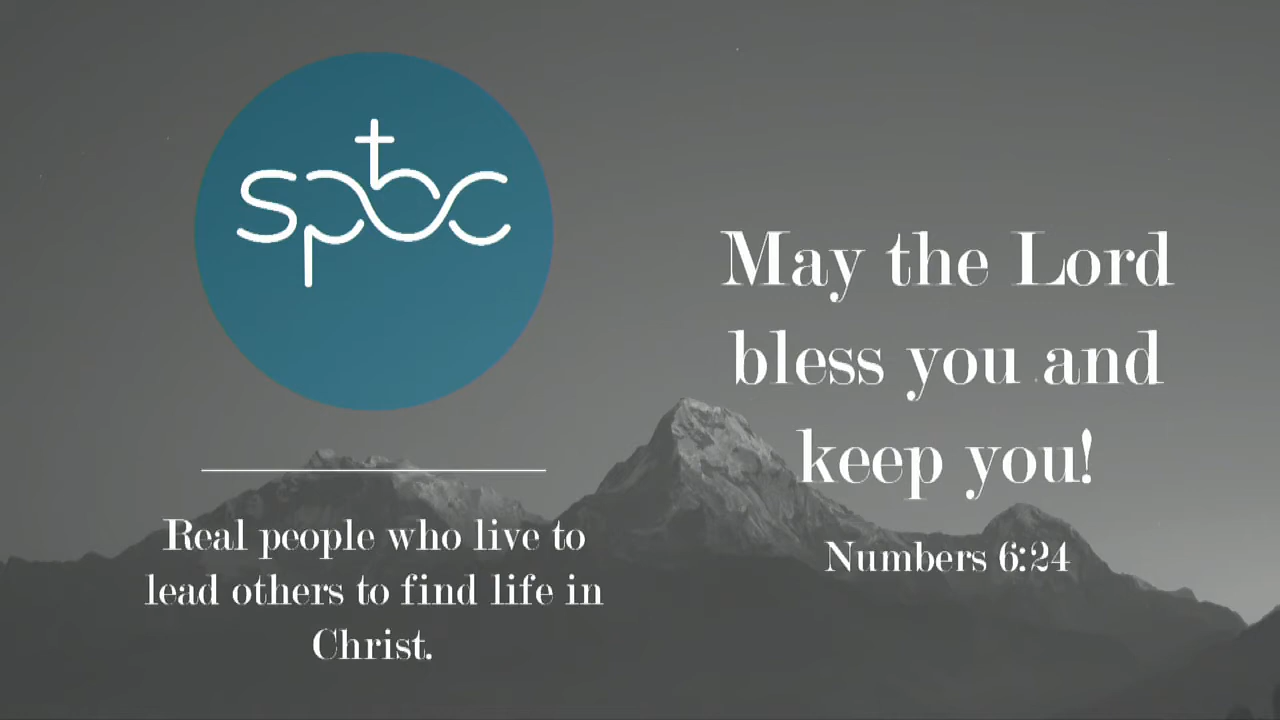 spbc
Real people who live to
lead others to find life in
Christ.
May the Lord
bless you and
keep you!
Numbers 6:24